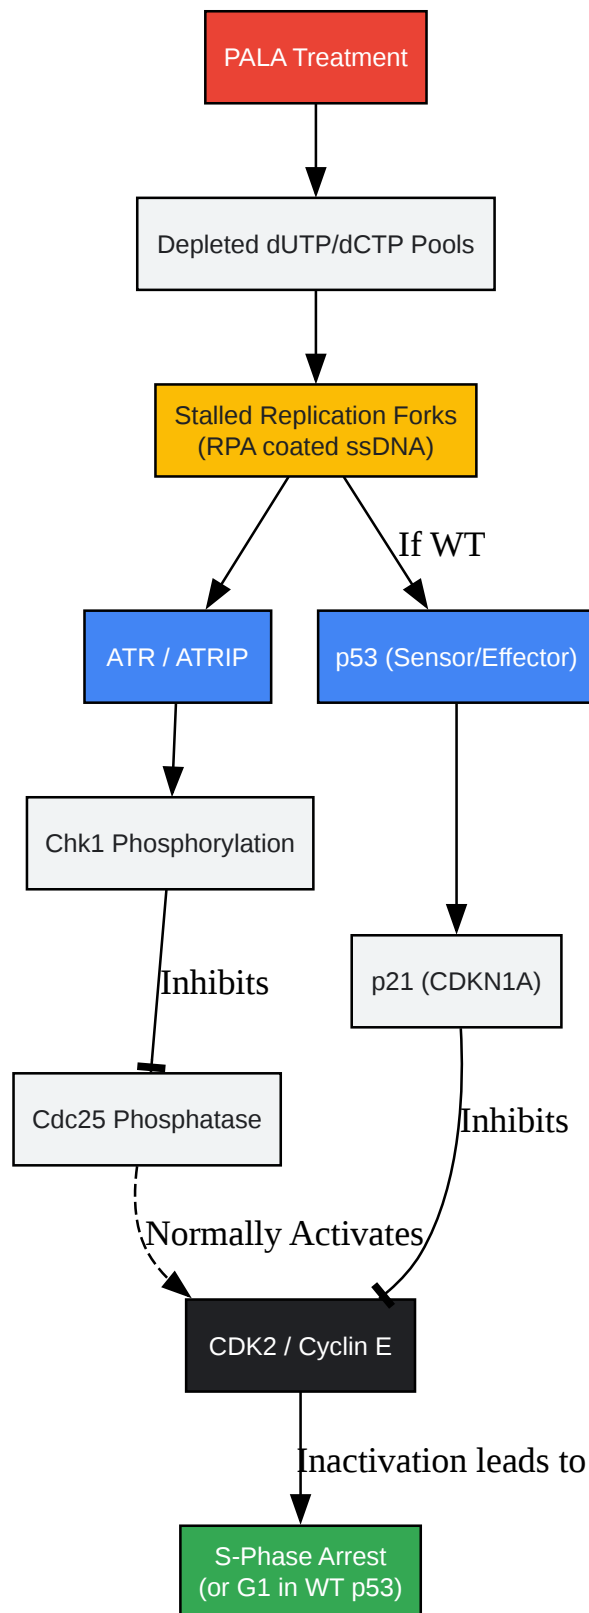 PALA Treatment
Depleted dUTP/dCTP Pools
Stalled Replication Forks
(RPA coated ssDNA)
If WT
ATR / ATRIP
p53 (Sensor/Effector)
Chk1 Phosphorylation
Inhibits
p21 (CDKN1A)
Cdc25 Phosphatase
Inhibits
Normally Activates
CDK2 / Cyclin E
Inactivation leads to
S-Phase Arrest
(or G1 in WT p53)